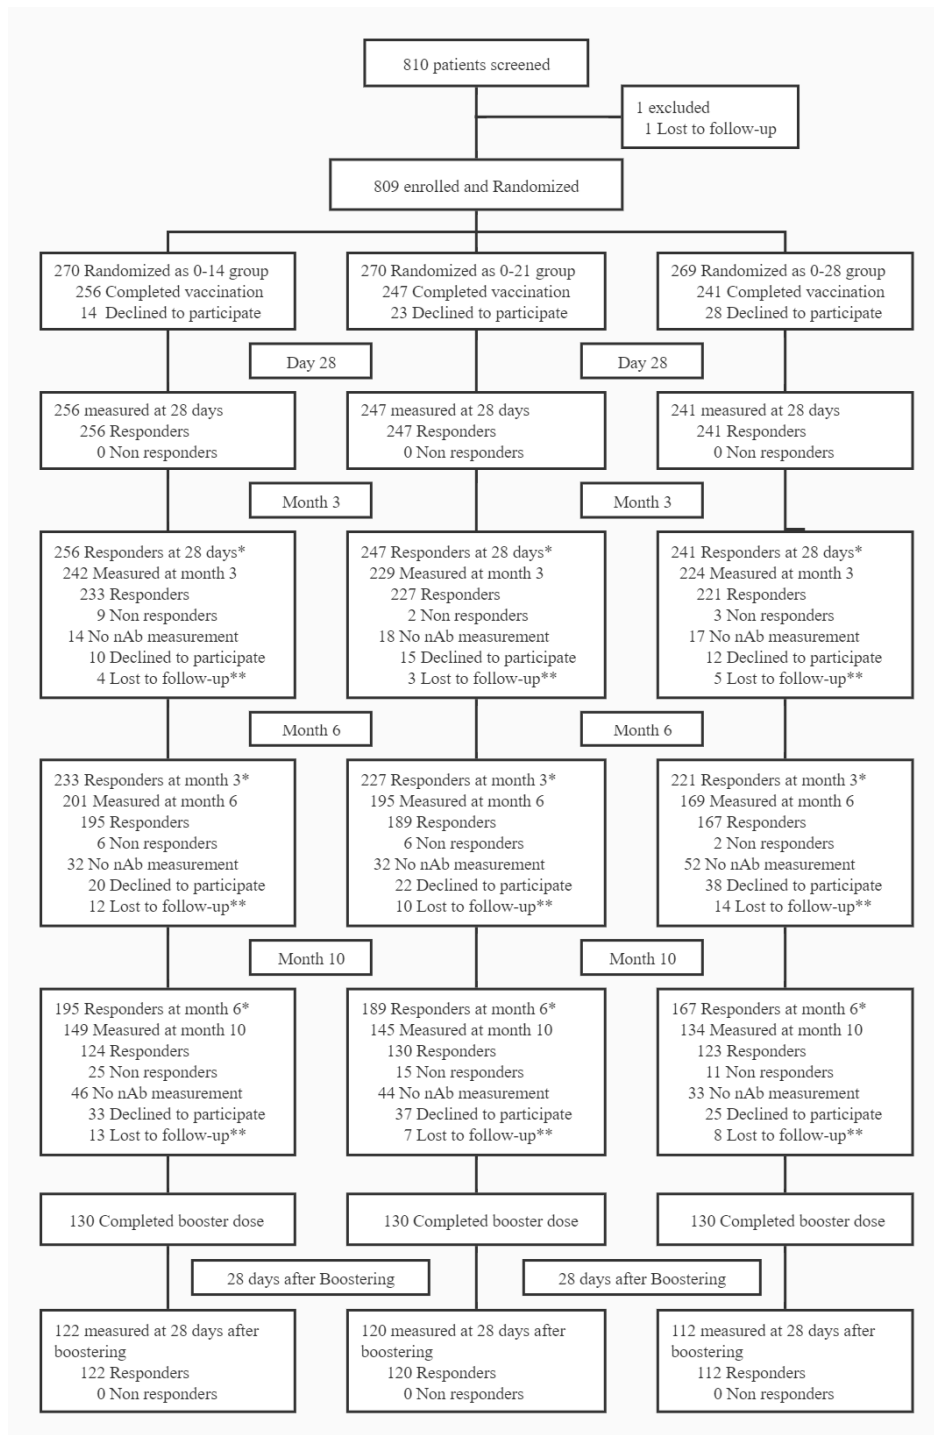 810 patients screened
1 excluded
1 Lost to follow-up
809 enrolled and Randomized
270 Randomized as 0-14 group
256 Completed vaccination
14 Declined to participate
270 Randomized as 0-21 group
247 Completed vaccination
23 Declined to participate
269 Randomized as 0-28 group
241 Completed vaccination
28 Declined to participate
Day 28
Day 28
256 measured at 28 days
256 Responders
0 Non responders
247 measured at 28 days
247 Responders
0 Non responders
241 measured at 28 days
241 Responders
0 Non responders
Month 3
Month 3
256 Responders at 28 days*
242 Measured at month 3
233 Responders
9 Non responders
14 No nAb measurement
10 Declined to participate
4 Lost to follow-up**
247 Responders at 28 days*
229 Measured at month 3
227 Responders
2 Non responders
18 No nAb measurement
15 Declined to participate
3 Lost to follow-up**
241 Responders at 28 days*
224 Measured at month 3
221 Responders
3 Non responders
17 No nAb measurement
12 Declined to participate
5 Lost to follow-up**
Month 6
Month 6
233 Responders at month 3*
201 Measured at month 6
195 Responders
6 Non responders
32 No nAb measurement
20 Declined to participate
12 Lost to follow-up**
227 Responders at month 3*
195 Measured at month 6
189 Responders
6 Non responders
32 No nAb measurement
22 Declined to participate
10 Lost to follow-up**
221 Responders at month 3*
169 Measured at month 6
167 Responders
2 Non responders
52 No nAb measurement
38 Declined to participate
14 Lost to follow-up**
Month 10
Month 10
195 Responders at month 6*
149 Measured at month 10
124 Responders
25 Non responders
46 No nAb measurement
33 Declined to participate
13 Lost to follow-up**
189 Responders at month 6*
145 Measured at month 10
130 Responders
15 Non responders
44 No nAb measurement
37 Declined to participate
7 Lost to follow-up**
167 Responders at month 6*
134 Measured at month 10
123 Responders
11 Non responders
33 No nAb measurement
25 Declined to participate
8 Lost to follow-up**
130 Completed booster dose
130 Completed booster dose
130 Completed booster dose
28 days after Boostering
28 days after Boostering
122 measured at 28 days after
boostering
122 Responders
0 Non responders
120 measured at 28 days after
boostering
120 Responders
0 Non responders
112 measured at 28 days after
boostering
112 Responders
0 Non responders